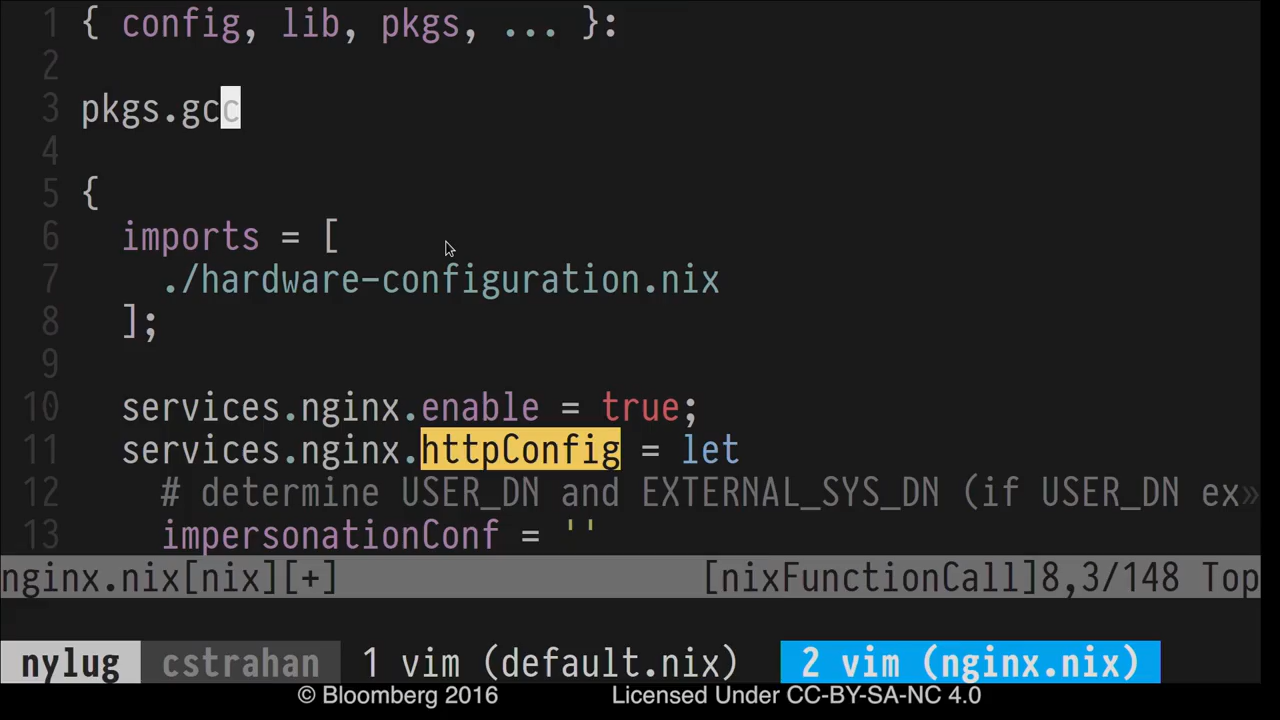 1 { config, lib, pkgs, ... }:
2
3 pkgs.gcc
4
5 {
6   imports = [
7     ./hardware-configuration.nix
8   ];
9
10   services.nginx.enable = true;
11   services.nginx.httpConfig = let
12     # determine USER_DN and EXTERNAL_SYS_DN (if USER_DN ex»
13     impersonationConf = ''
nginx.nix[nix][+] [nixFunctionCall]8,3/148 Top
nylug cstrahan 1 vim (default.nix) 2 vim (nginx.nix)
© Bloomberg 2016 Licensed Under CC-BY-SA-NC 4.0